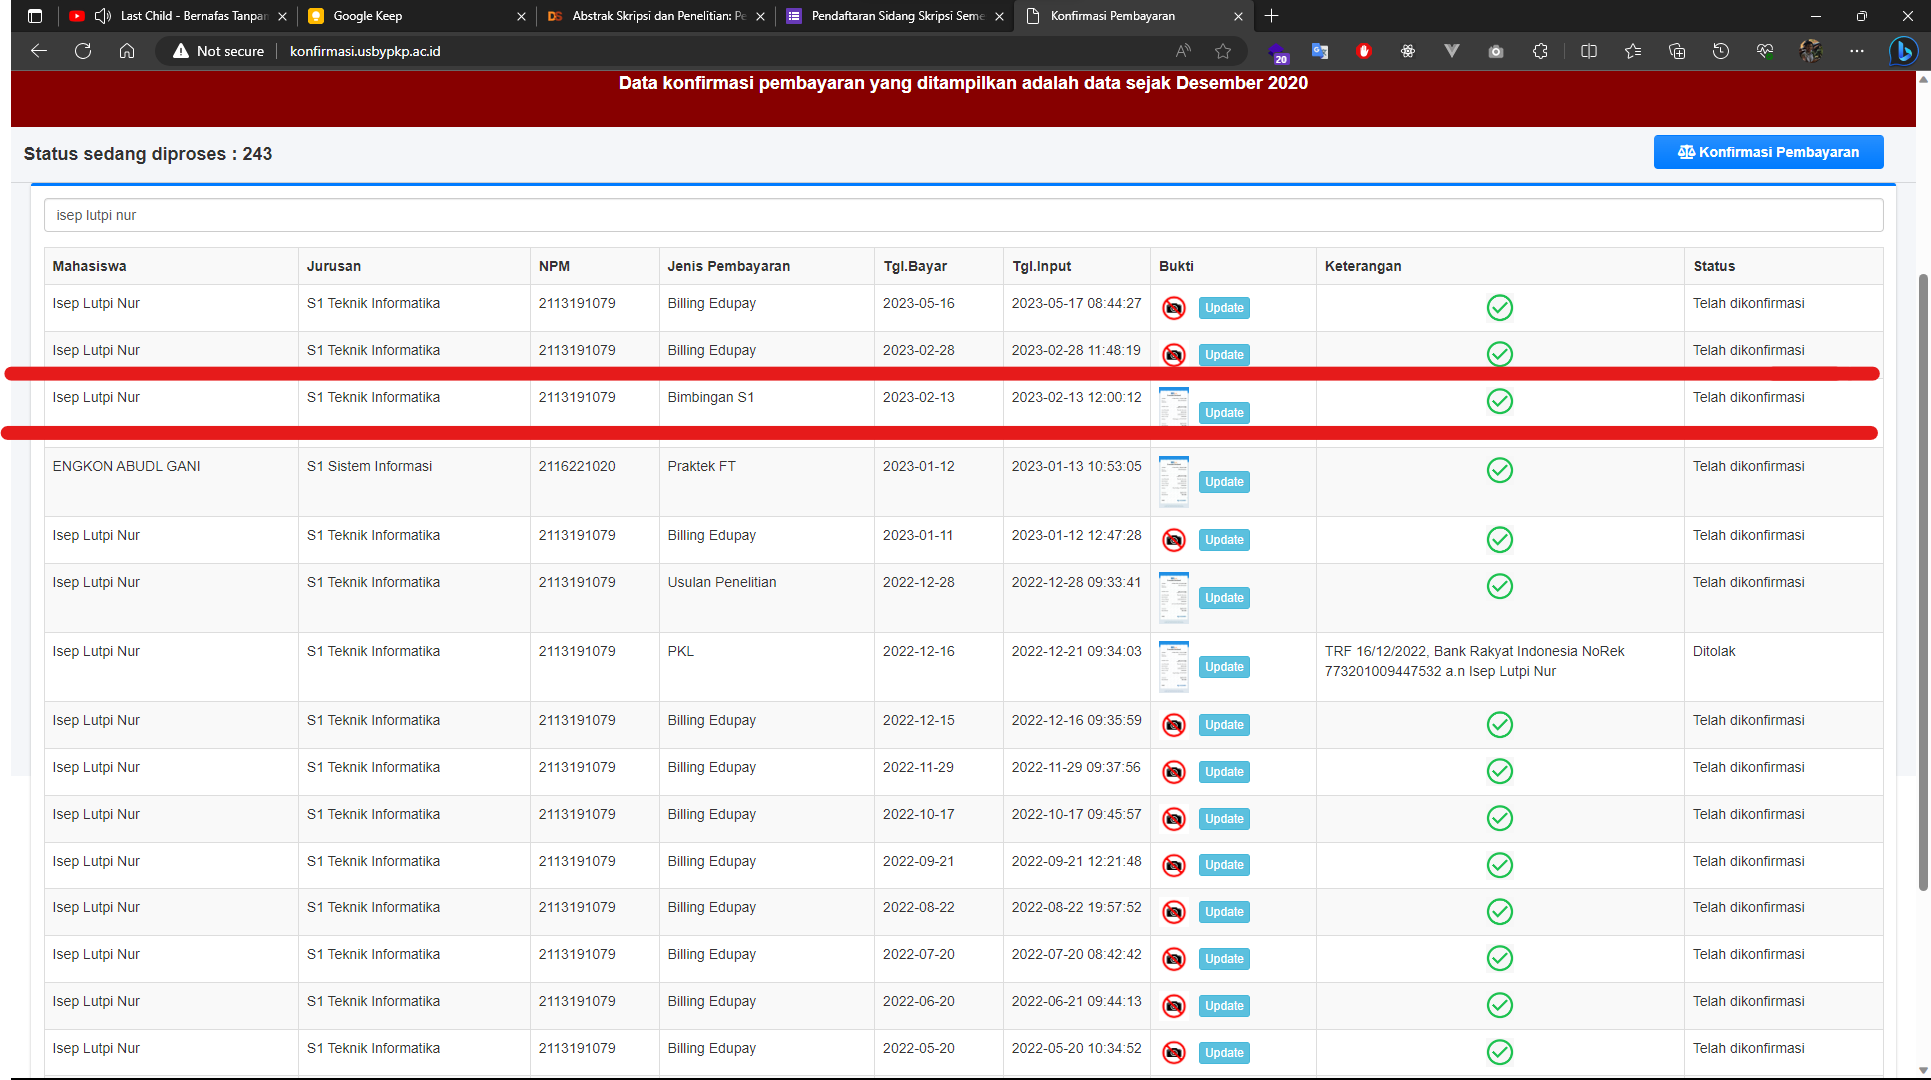 Last Child - Bernafas Tanpa
Google Keep
DS Abstrak Skripsi dan Penelitian: Pe
Pendaftaran Sidang Skripsi Seme
Konfirmasi Pembayaran
Not secure konfirmasi.usbypkp.ac.id 20
Data konfirmasi pembayaran yang ditampilkan adalah data sejak Desember 2020
Status sedang diproses : 243 Konfirmasi Pembayaran
isep lutpi nur
Mahasiswa Jurusan NPM Jenis Pembayaran Tgl.Bayar Tgl.Input Bukti Keterangan Status
Isep Lutpi Nur S1 Teknik Informatika 2113191079 Billing Edupay 2023-05-16 2023-05-17 08:44:27 Update Telah dikonfirmasi
Isep Lutpi Nur S1 Teknik Informatika 2113191079 Billing Edupay 2023-02-28 2023-02-28 11:48:19 Update Telah dikonfirmasi
Isep Lutpi Nur S1 Teknik Informatika 2113191079 Bimbingan S1 2023-02-13 2023-02-13 12:00:12 Update Telah dikonfirmasi
ENGKON ABUDL GANI S1 Sistem Informasi 2116221020 Praktek FT 2023-01-12 2023-01-13 10:53:05 Update Telah dikonfirmasi
Isep Lutpi Nur S1 Teknik Informatika 2113191079 Billing Edupay 2023-01-11 2023-01-12 12:47:28 Update Telah dikonfirmasi
Isep Lutpi Nur S1 Teknik Informatika 2113191079 Usulan Penelitian 2022-12-28 2022-12-28 09:33:41 Update Telah dikonfirmasi
Isep Lutpi Nur S1 Teknik Informatika 2113191079 PKL 2022-12-16 2022-12-21 09:34:03 Update TRF 16/12/2022, Bank Rakyat Indonesia NoRek Ditolak
773201009447532 a.n Isep Lutpi Nur
Isep Lutpi Nur S1 Teknik Informatika 2113191079 Billing Edupay 2022-12-15 2022-12-16 09:35:59 Update Telah dikonfirmasi
Isep Lutpi Nur S1 Teknik Informatika 2113191079 Billing Edupay 2022-11-29 2022-11-29 09:37:56 Update Telah dikonfirmasi
Isep Lutpi Nur S1 Teknik Informatika 2113191079 Billing Edupay 2022-10-17 2022-10-17 09:45:57 Update Telah dikonfirmasi
Isep Lutpi Nur S1 Teknik Informatika 2113191079 Billing Edupay 2022-09-21 2022-09-21 12:21:48 Update Telah dikonfirmasi
Isep Lutpi Nur S1 Teknik Informatika 2113191079 Billing Edupay 2022-08-22 2022-08-22 19:57:52 Update Telah dikonfirmasi
Isep Lutpi Nur S1 Teknik Informatika 2113191079 Billing Edupay 2022-07-20 2022-07-20 08:42:42 Update Telah dikonfirmasi
Isep Lutpi Nur S1 Teknik Informatika 2113191079 Billing Edupay 2022-06-20 2022-06-21 09:44:13 Update Telah dikonfirmasi
Isep Lutpi Nur S1 Teknik Informatika 2113191079 Billing Edupay 2022-05-20 2022-05-20 10:34:52 Update Telah dikonfirmasi